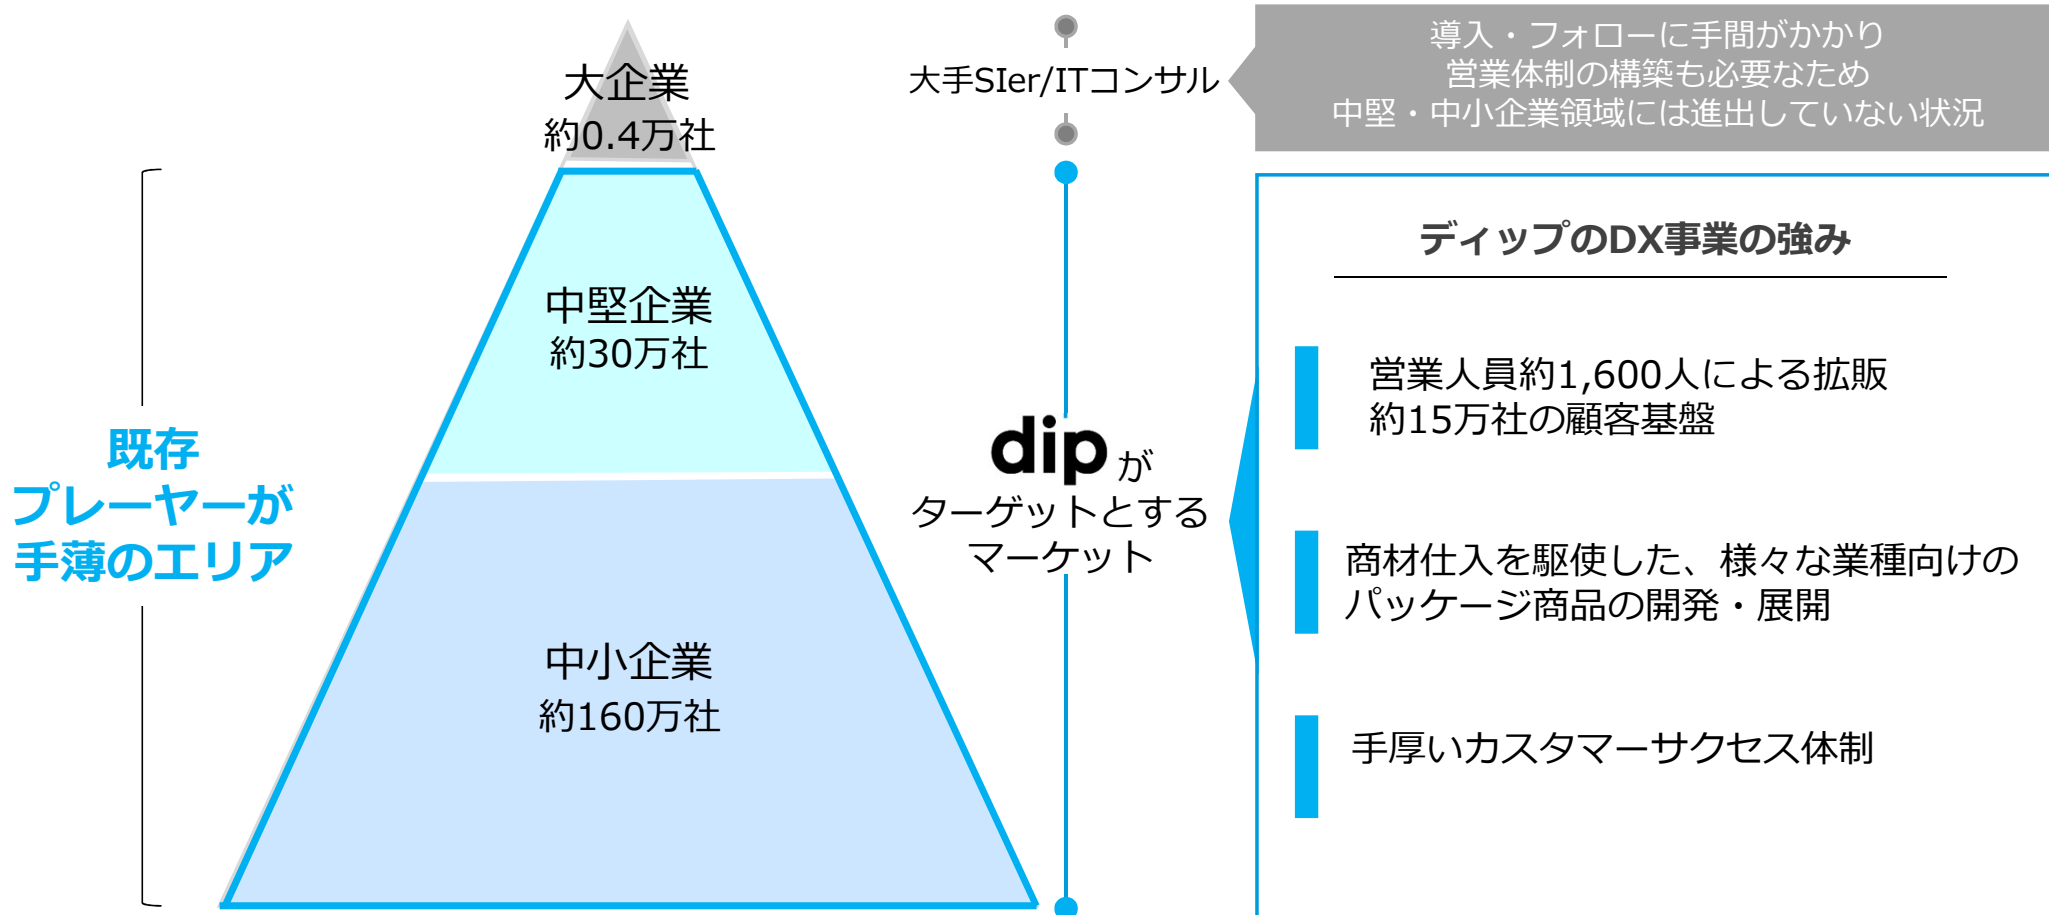 大企業
約0.4万社
大手SIer/ITコンサル
導入・フォローに手間がかかり
営業体制の構築も必要なため
中堅・中小企業領域には進出していない状況
既存
プレーヤーが
手薄のエリア
中堅企業
約30万社
中小企業
約160万社
dip が
ターゲットとする
マーケット
ディップのDX事業の強み
営業人員約1,600人による拡販
約15万社の顧客基盤
商材仕入を駆使した、様々な業種向けの
パッケージ商品の開発・展開
手厚いカスタマーサクセス体制